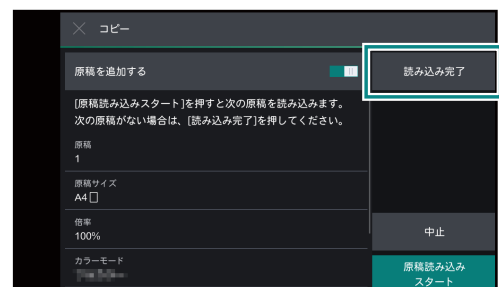 コピー
原稿を追加する
読み込み完了
[原稿読み込みスタート]を押すと次の原稿を読み込みます。
次の原稿がない場合は、[読み込み完了]を押してください。
原稿
1
原稿サイズ
A4
倍率
100%
カラーモード
中止
原稿読み込み
スタート